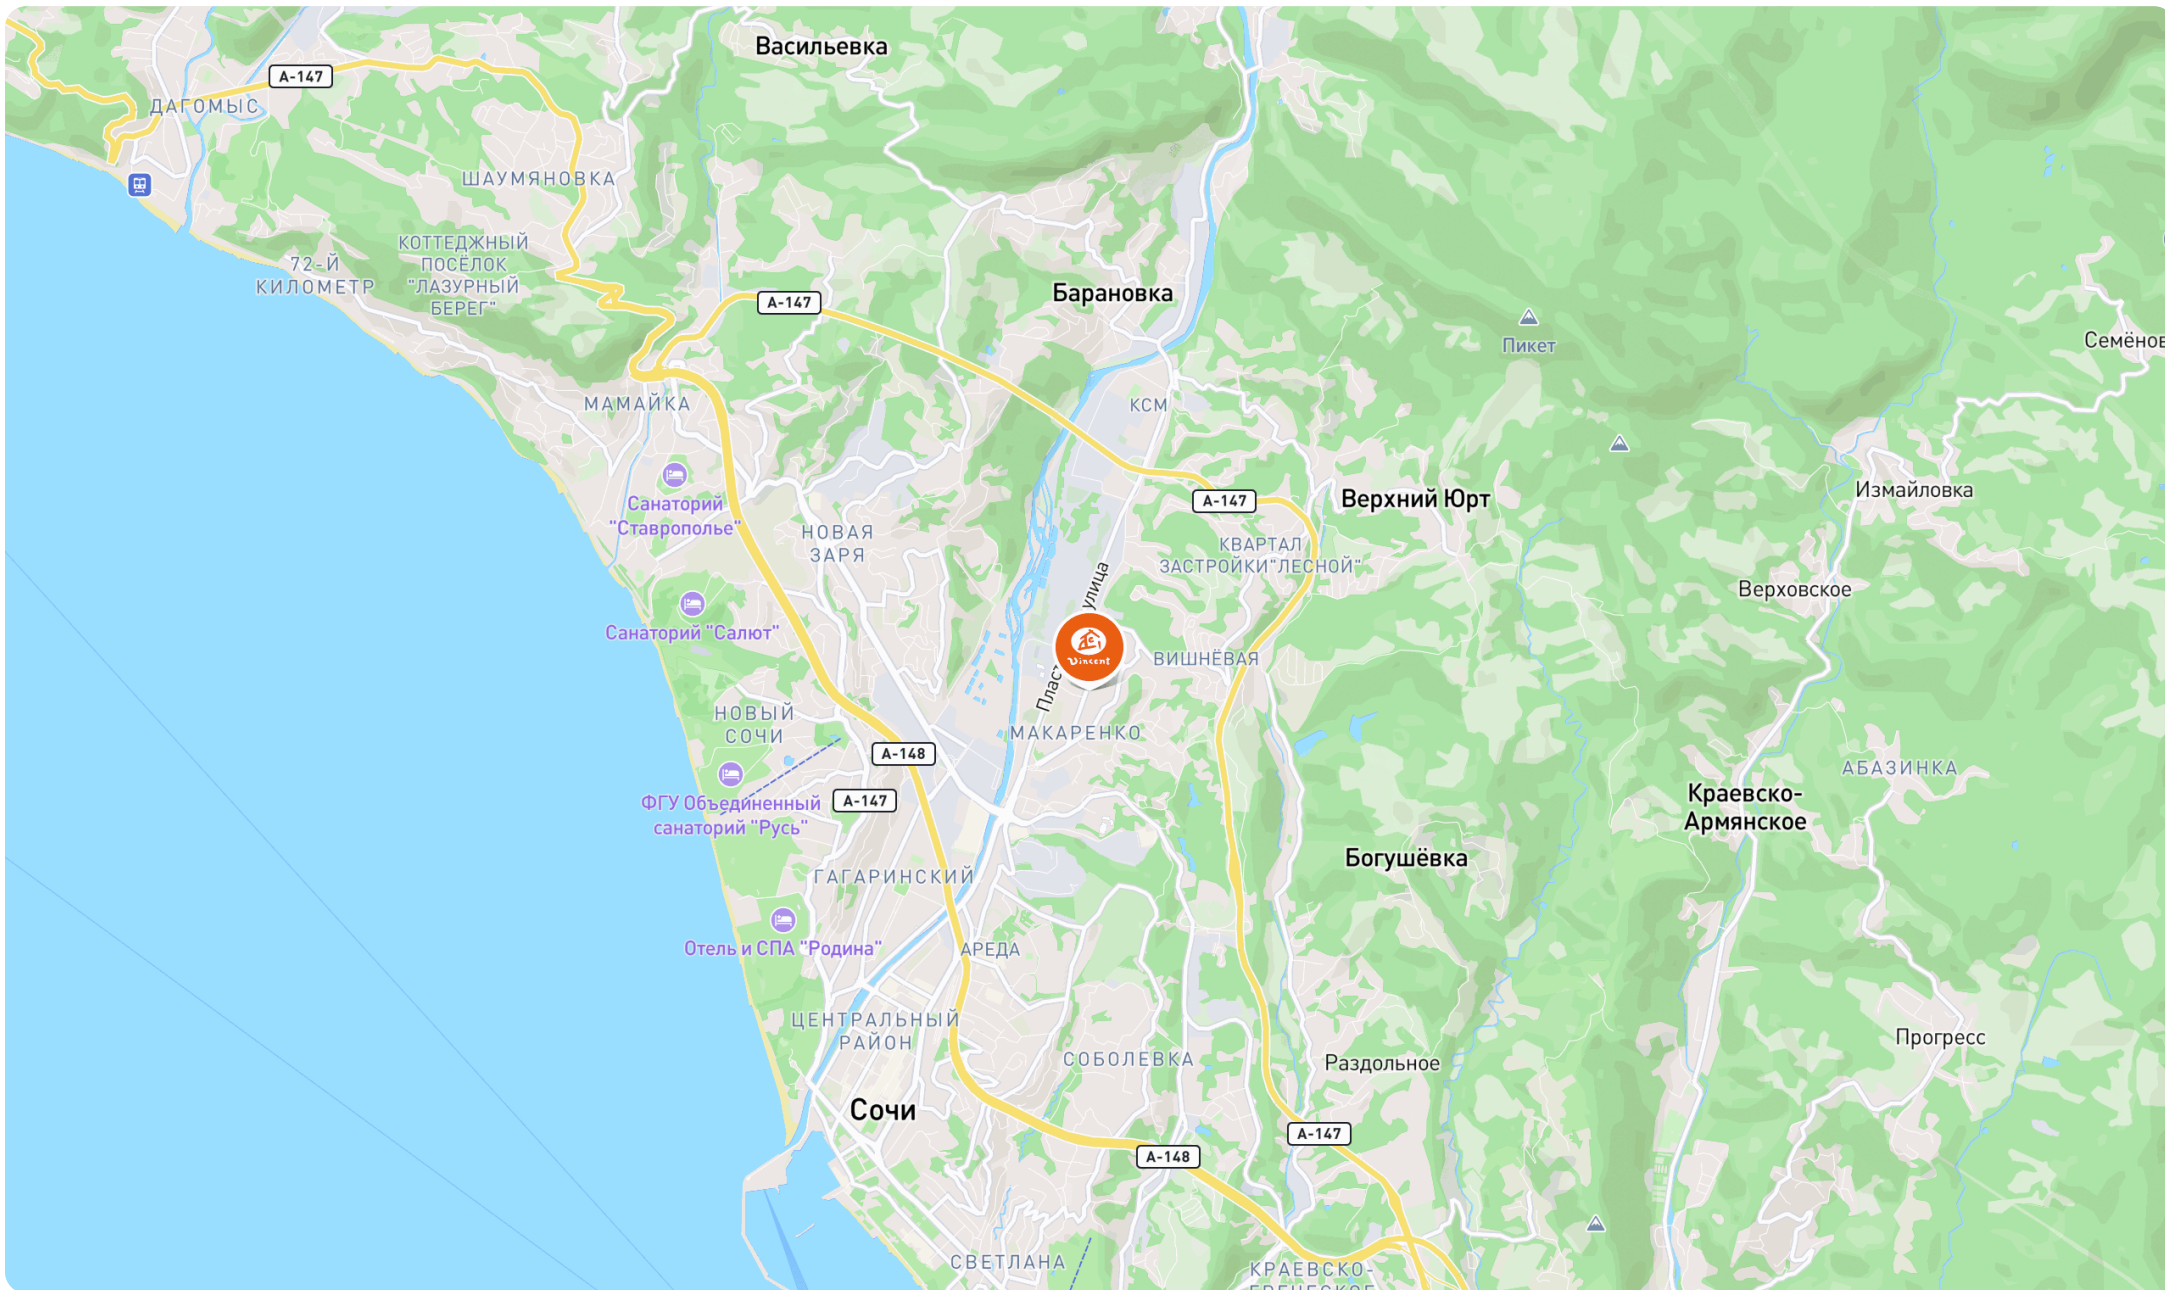 Васильевка
А-147
ДАГОМЫС
ШАУМЯНОВКА
КОТТЕДЖНЫЙ
ПОСЁЛОК
"ЛАЗУРНЫЙ
БЕРЕГ"
72-Й
КИЛОМЕТР
А-147
Барановка
Пикет
Семёнов
МАМАЙКА
КСМ
Санаторий
"Ставрополье"
А-147
Верхний Юрт
Измайловка
НОВАЯ
ЗАРЯ
КВАРТАЛ
ЗАСТРОЙКИ"ЛЕСНОЙ"
улица
Верховское
Санаторий "Салют"
Vincent
ВИШНЁВАЯ
Пласт
НОВЫЙ
СОЧИ
МАКАРЕНКО
А-148
АБАЗИНКА
ФГУ Объединенный
санаторий "Русь"
А-147
Краевско-
Армянское
Богушёвка
ГАГАРИНСКИЙ
Отель и СПА "Родина"
АРЕДА
ЦЕНТРАЛЬНЫЙ
РАЙОН
СОБОЛЕВКА
Раздольное
Прогресс
Сочи
А-147
А-148
СВЕТЛАНА
КРАЕВСКО-
ГРЕЧЕСКОЕ